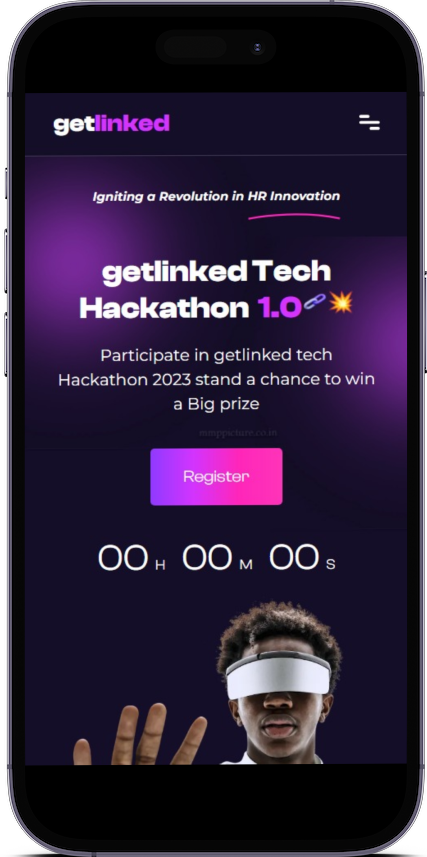 getlinked
Igniting a Revolution in HR Innovation
getlinked Tech
Hackathon 1.0🔗💥
Participate in getlinked tech
Hackathon 2023 stand a chance to win
a Big prize
Register
00 H 00 M 00 S